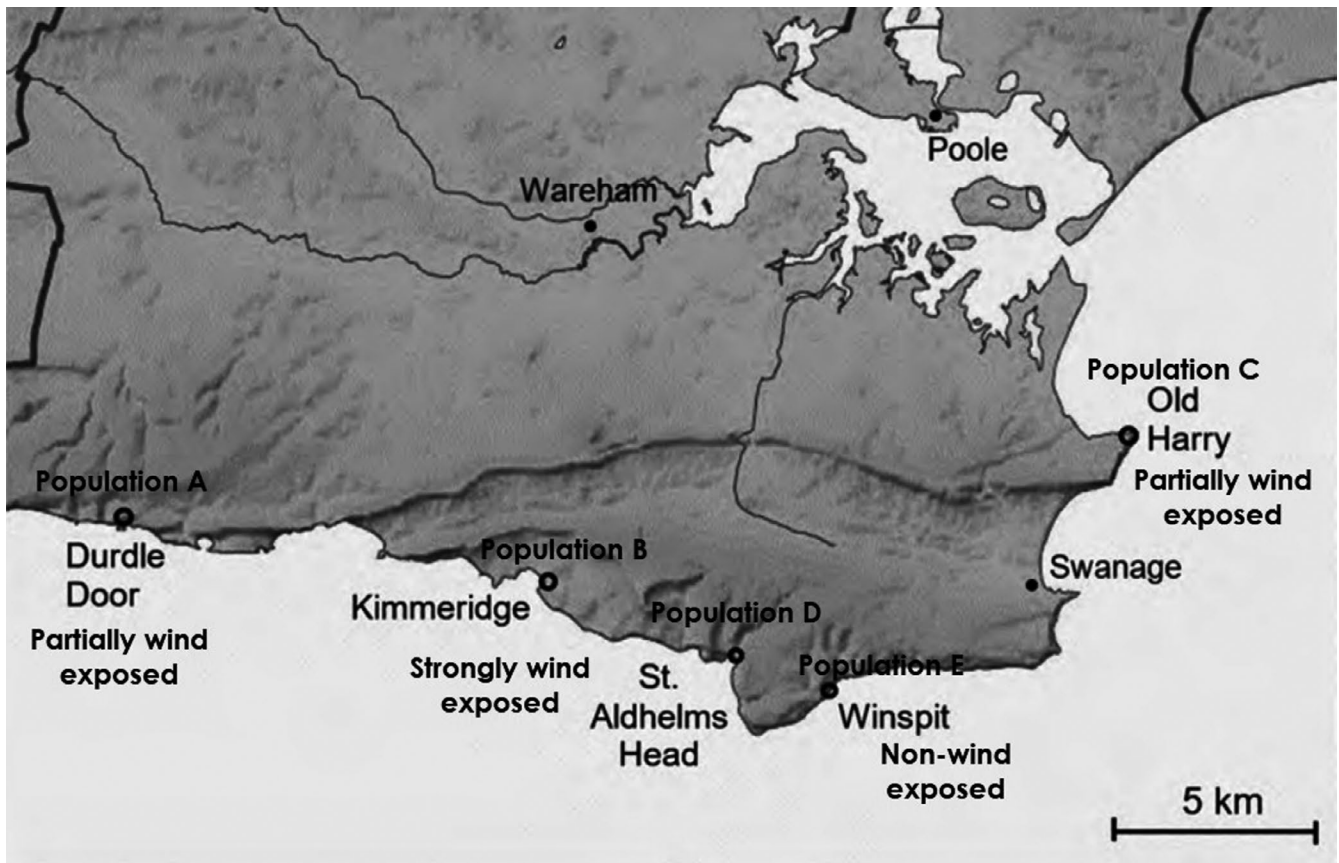 Poole
Wareham
Population C
Old
Harry
Partially wind
exposed
Population A
Durdle
Door
Partially wind
exposed
Population B
Kimmeridge
Strongly wind
exposed
Swanage
Population D
St.
Aldhelms
Head
Population E
Winspit
Non-wind
exposed
5 km